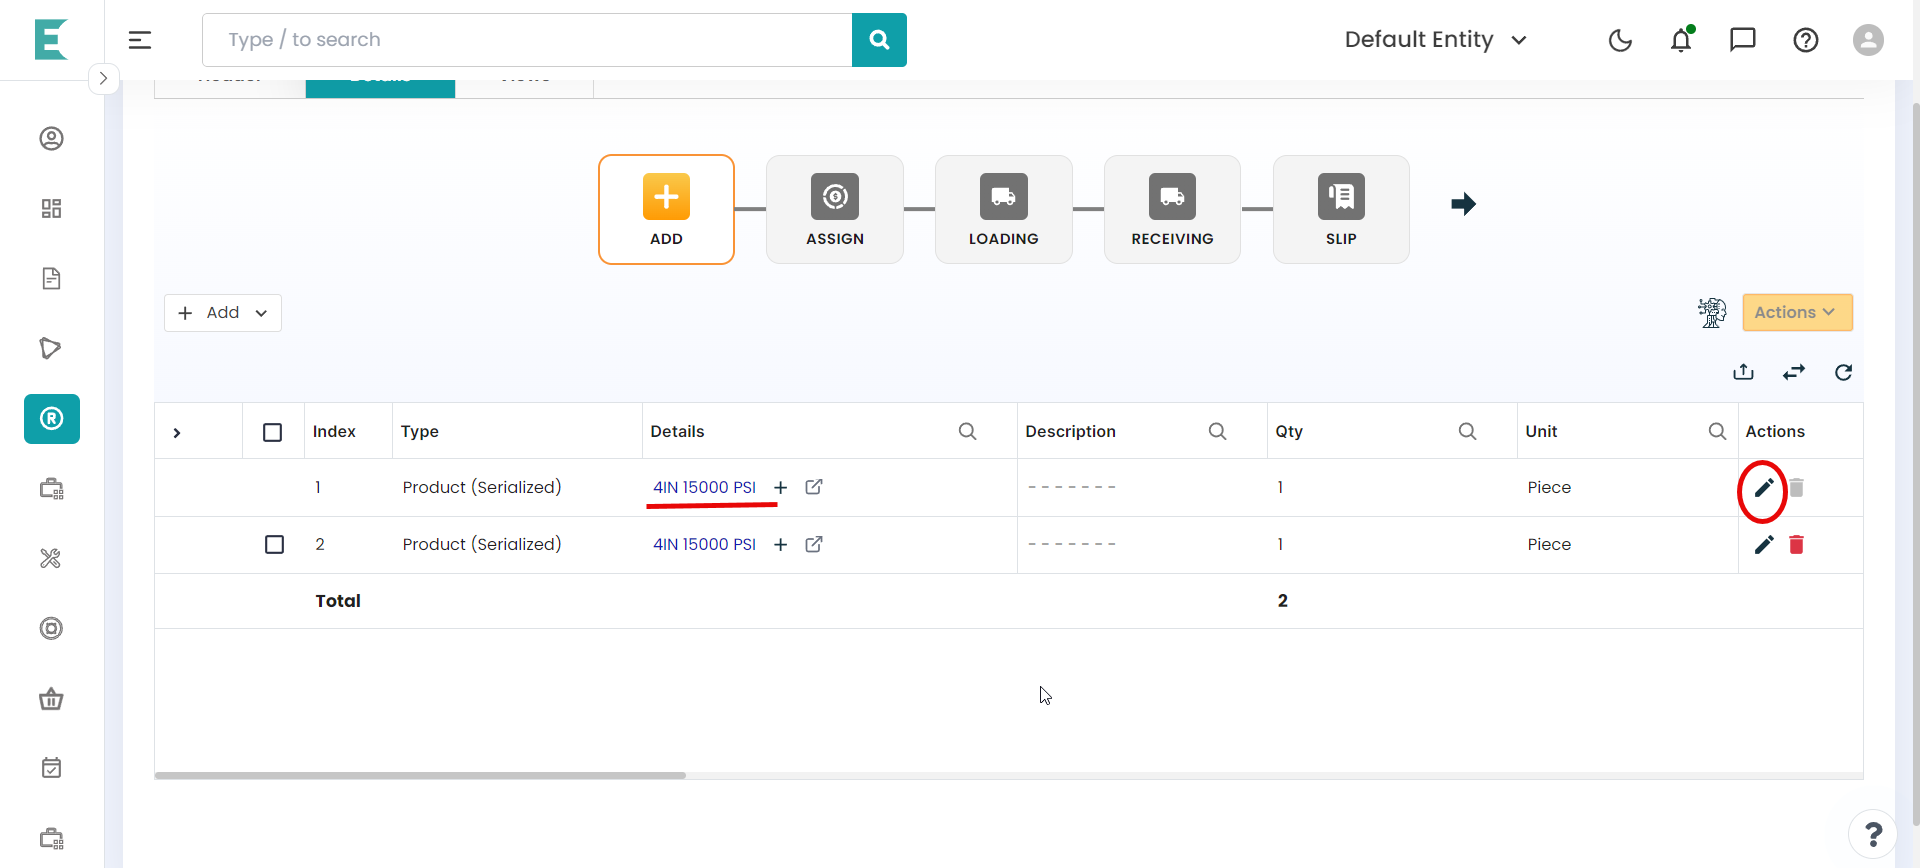 Type / to search
Default Entity
Details
ADD
ASSIGN
LOADING
RECEIVING
SLIP
+ Add
Actions
Index Type Details Description Qty Unit Actions
1 Product (Serialized) 4IN 15000 PSI + - - - - - - - 1 Piece
2 Product (Serialized) 4IN 15000 PSI + - - - - - - - 1 Piece
Total 2
?